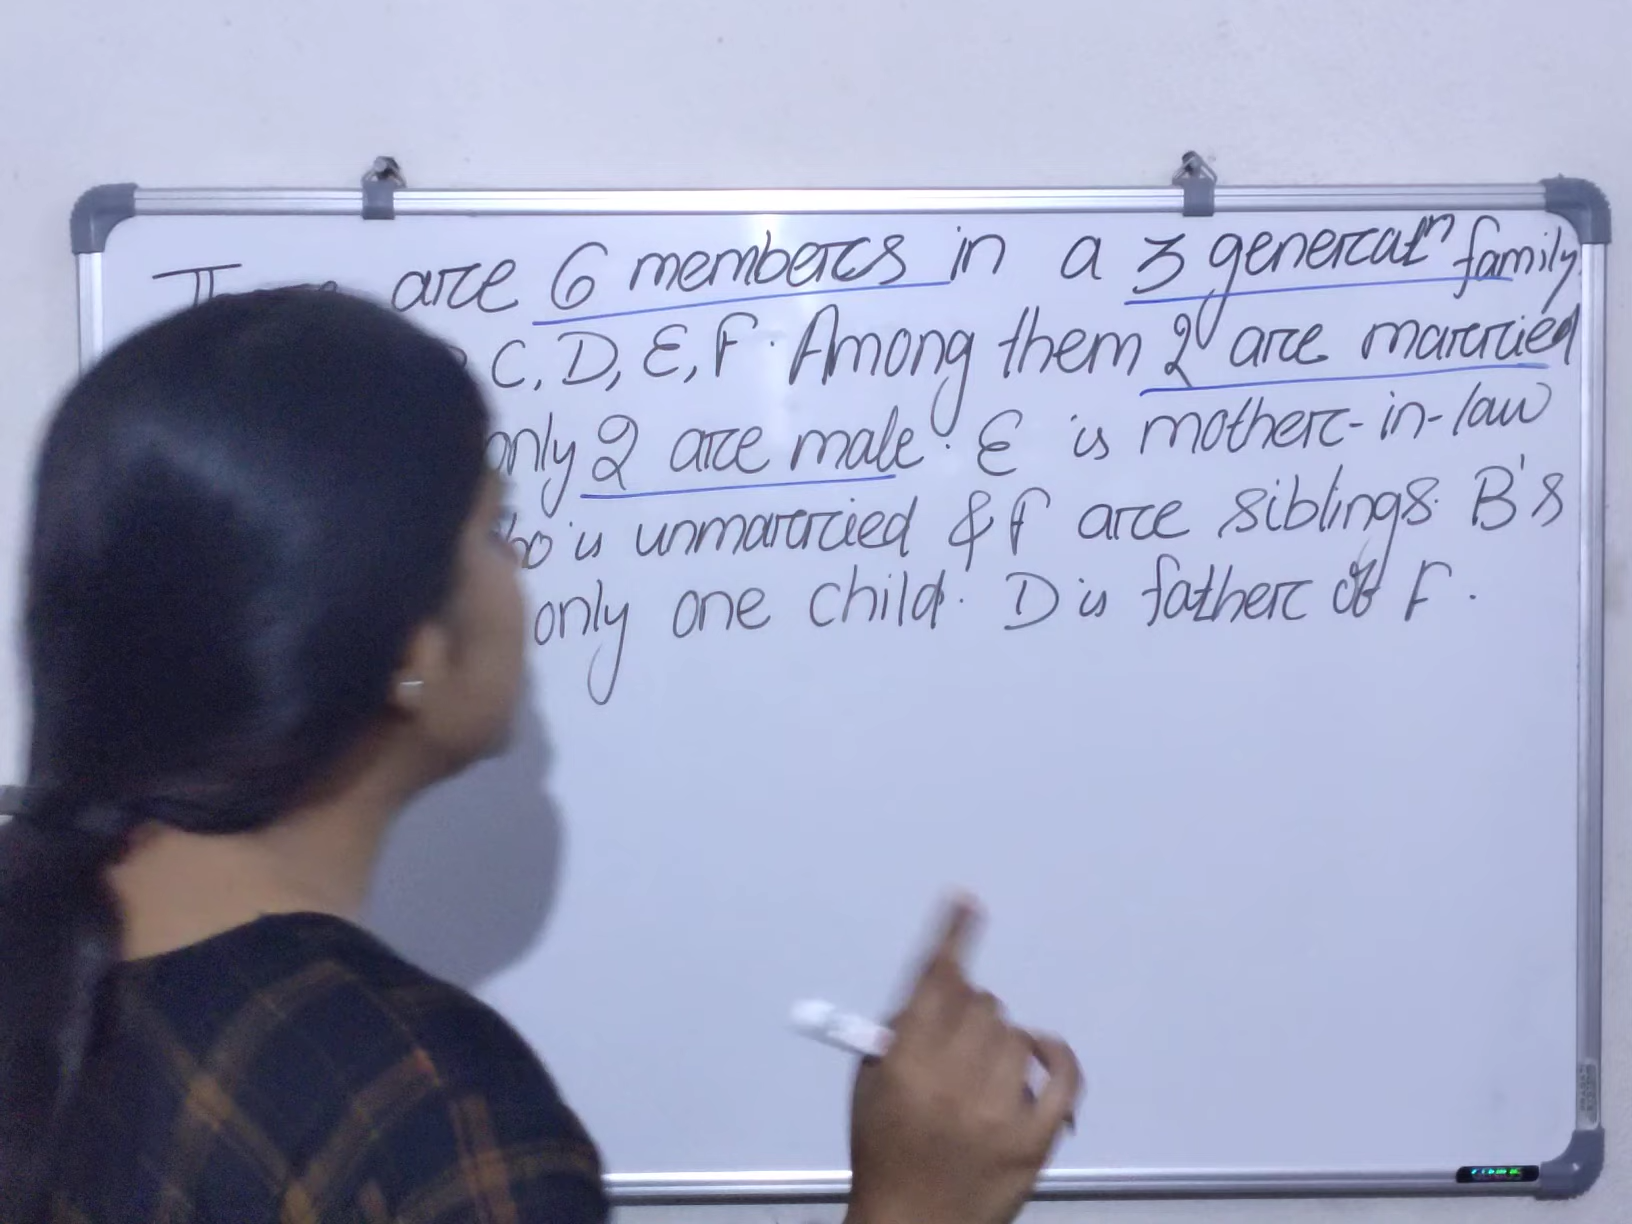 are 6 members in a 3 generatn family
C, D, E, F. Among them 2 are married
only 2 are male. E is mother-in-law
is unmarried & F are siblings. B's
only one child. D is father of F.